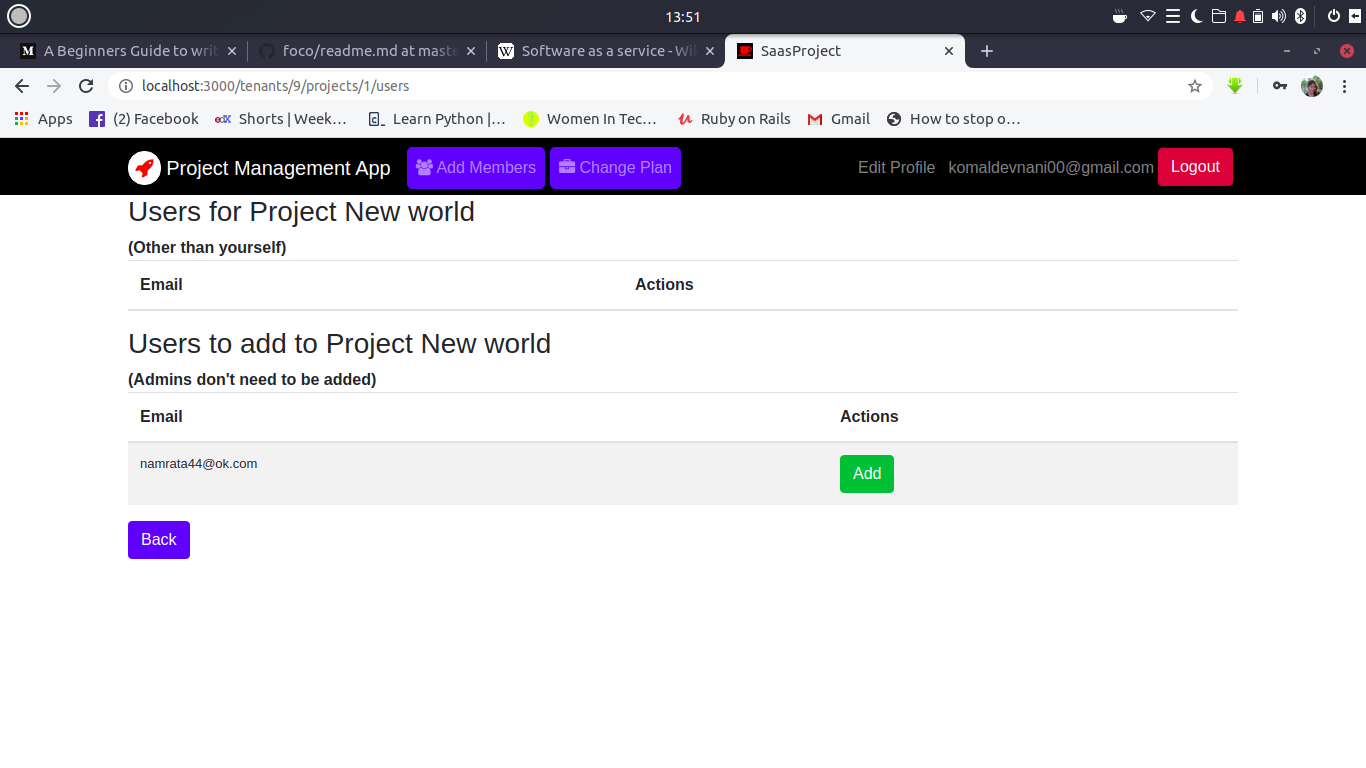 13:51
M A Beginners Guide to writ
foco/readme.md at maste
W Software as a service - Wik
SaasProject
localhost:3000/tenants/9/projects/1/users
Apps (2) Facebook edX Shorts | Week… Learn Python |… Women In Tec… Ruby on Rails Gmail How to stop o…
Project Management App Add Members Change Plan Edit Profile komaldevnani00@gmail.com Logout
Users for Project New world
(Other than yourself)
Email Actions
Users to add to Project New world
(Admins don't need to be added)
Email Actions
namrata44@ok.com Add
Back